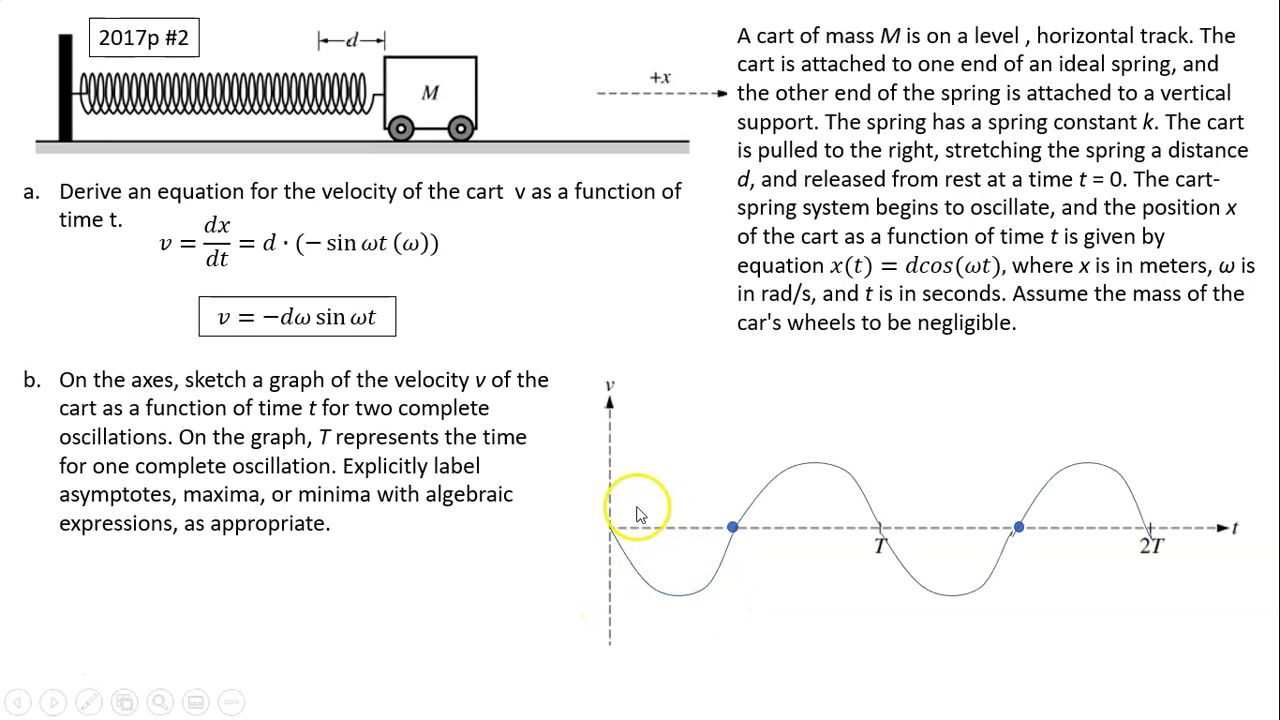 2017p #2
d
M
+x
A cart of mass M is on a level , horizontal track. The
cart is attached to one end of an ideal spring, and
the other end of the spring is attached to a vertical
support. The spring has a spring constant k. The cart
is pulled to the right, stretching the spring a distance
d, and released from rest at a time t = 0. The cart-
spring system begins to oscillate, and the position x
of the cart as a function of time t is given by
equation x(t) = dcos(ωt), where x is in meters, ω is
in rad/s, and t is in seconds. Assume the mass of the
car's wheels to be negligible.
a. Derive an equation for the velocity of the cart v as a function of
time t.
v = dx/dt = d · (− sin ωt (ω))
v = −dω sin ωt
b. On the axes, sketch a graph of the velocity v of the
cart as a function of time t for two complete
oscillations. On the graph, T represents the time
for one complete oscillation. Explicitly label
asymptotes, maxima, or minima with algebraic
expressions, as appropriate.
v
t
T
2T